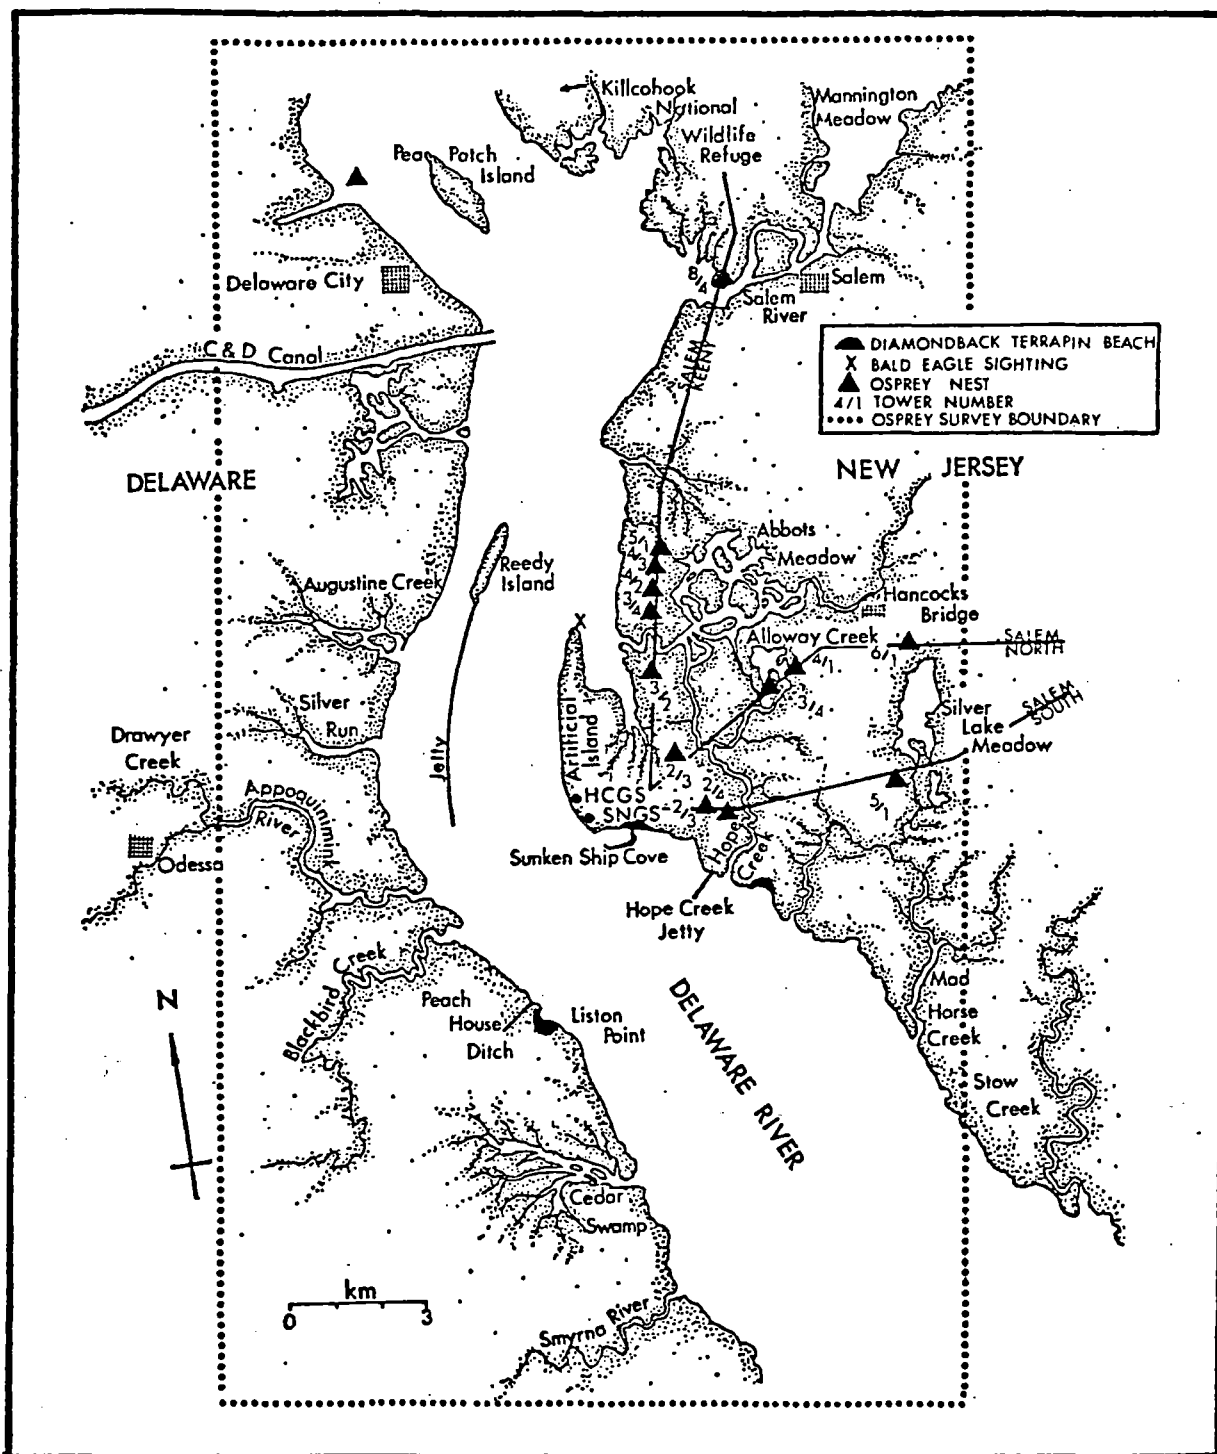 Killcohook
National
Wildlife
Refuge
Mannington
Meadow
Pea Patch
Island
Delaware City
8/4
Salem
Salem
River
C & D Canal
SALEM
KEENY
DIAMONDBACK TERRAPIN BEACH
X BALD EAGLE SIGHTING
OSPREY NEST
4/1 TOWER NUMBER
OSPREY SURVEY BOUNDARY
DELAWARE
NEW JERSEY
5/1
4/3
4/2
3/4
Abbots
Meadow
Reedy
Island
Augustine Creek
Hancocks
Bridge
X
Alloway Creek
6/1
SALEM
NORTH
4/1
3/4
3/2
Artificial
Island
Silver
Run
Silver
Lake
Meadow
SALEM
SOUTH
Drawyer
Creek
Jetty
Appoquinimink
River
2/3
2/4
5/1
HCGS
SNGS
2/3
Odessa
Sunken Ship Cove
Hope
Creek
Hope Creek
Jetty
Blackbird
Creek
N
Peach
House
Ditch
Liston
Point
DELAWARE RIVER
Mad
Horse
Creek
Stow
Creek
Cedar
Swamp
km
0 3
Smyrna River